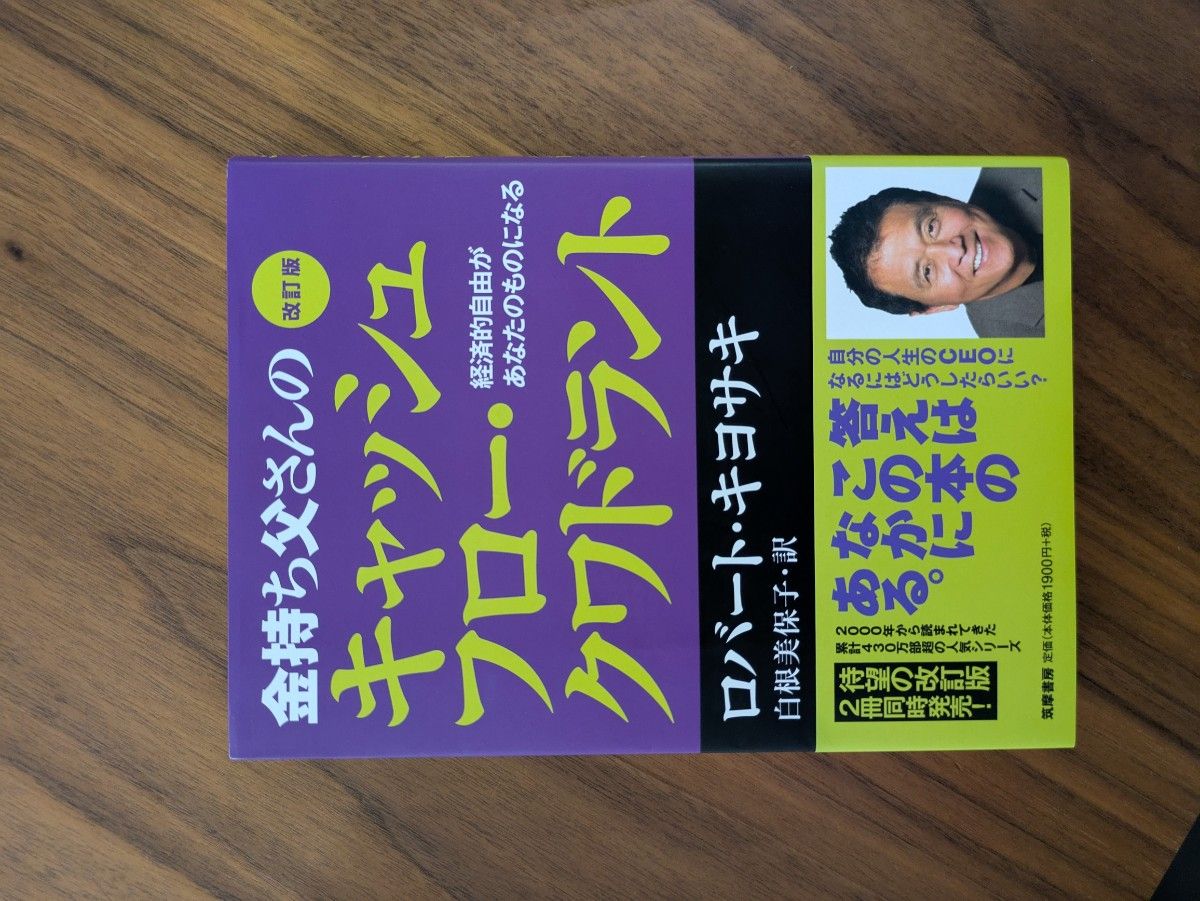 金持ち父さんの
改訂版
キャッシュ
フロー・
経済的自由が
あなたのものになる
クワドラント
ロバート・キヨサキ
白根美保子・訳
自分の人生のCEOに
なるにはどうしたらいい?
答えは
この本の
なかに
ある。
2000年から読まれてきた
累計430万部超の人気シリーズ
待望の改訂版
2冊同時発売!
筑摩書房 定価(本体価格1900円+税)